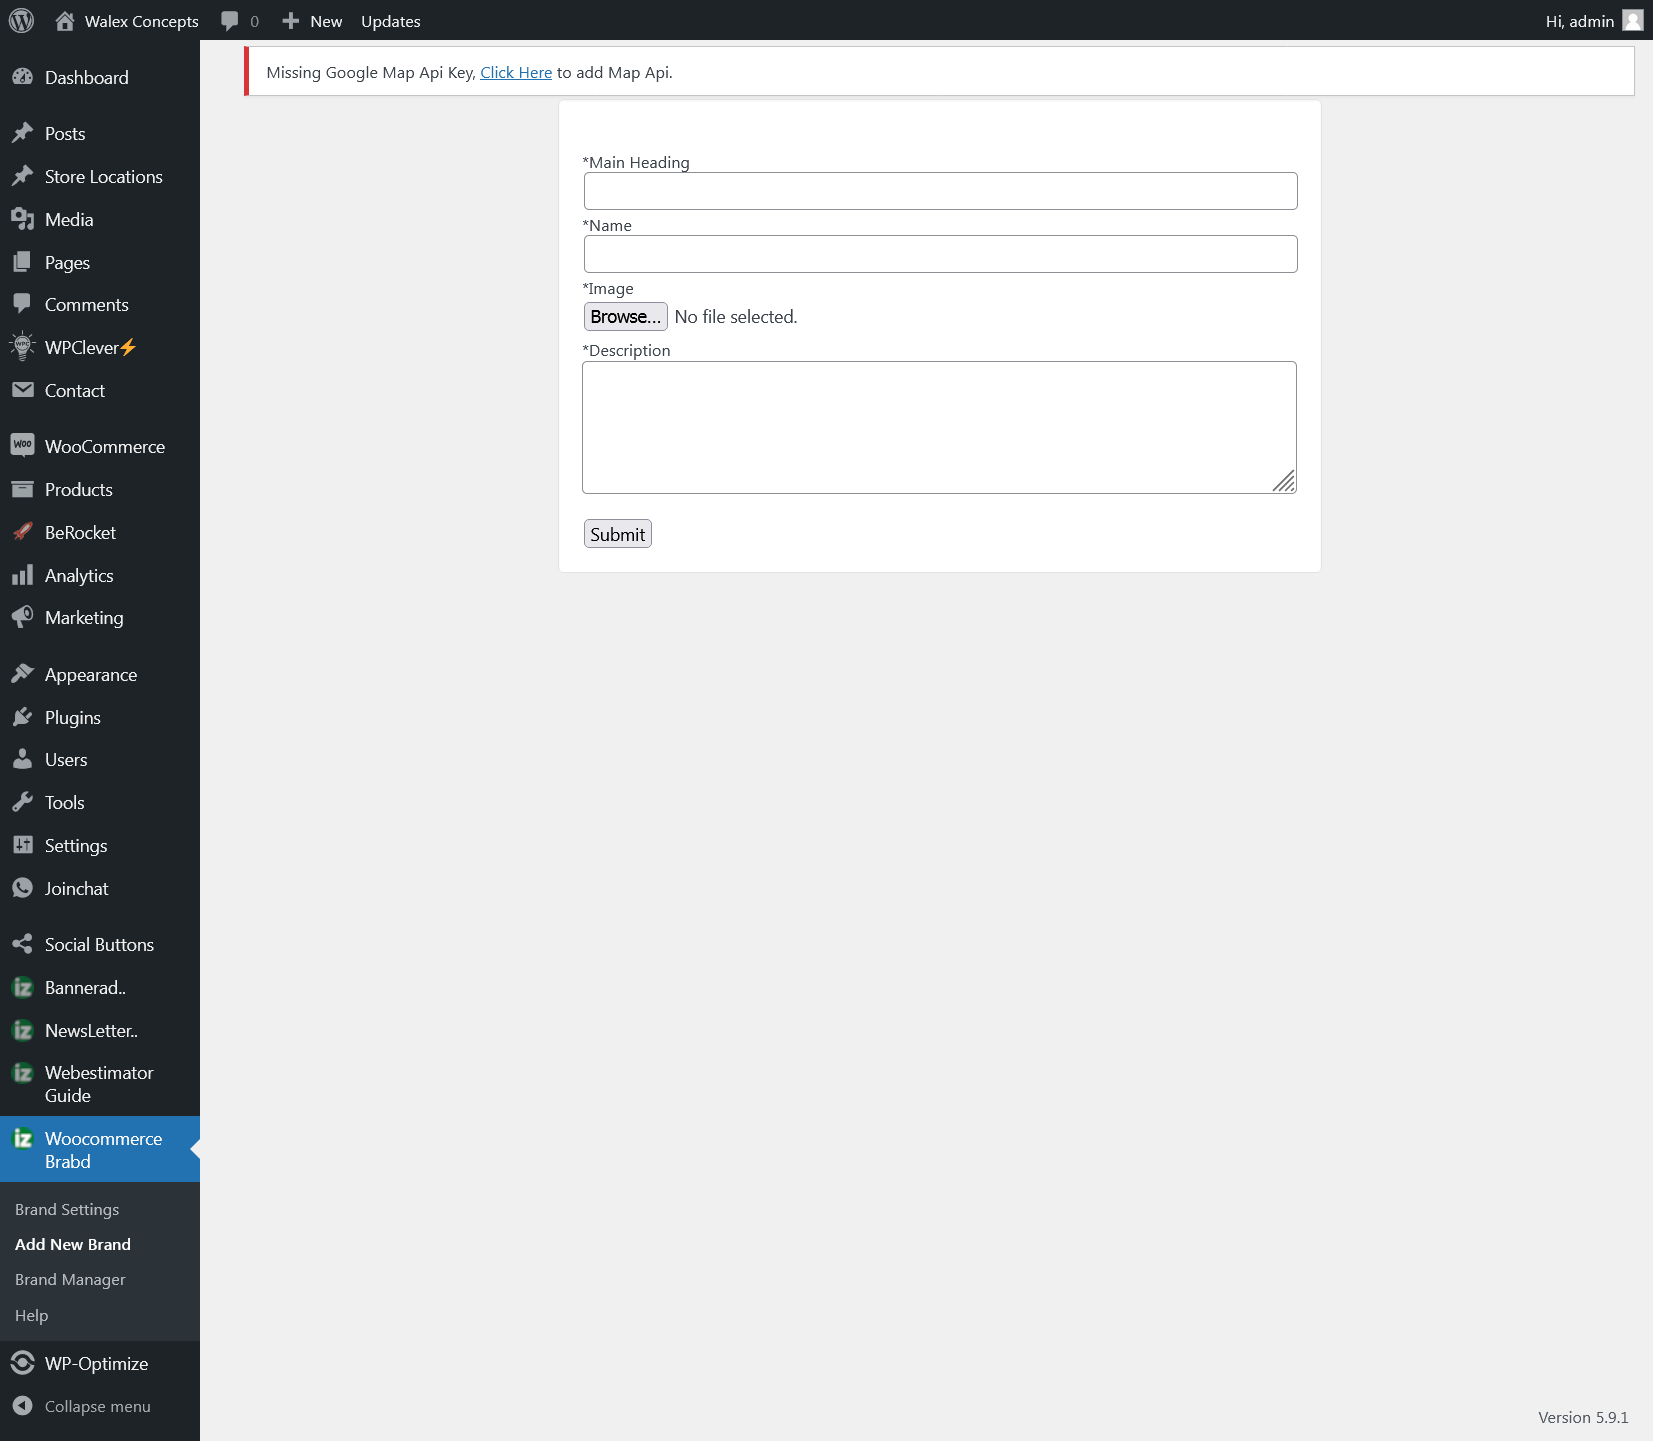 Walex Concepts 0 New Updates Hi, admin
Dashboard
Posts
Store Locations
Media
Pages
Comments
WPClever⚡
Contact
WooCommerce
Products
BeRocket
Analytics
Marketing
Appearance
Plugins
Users
Tools
Settings
Joinchat
Social Buttons
Bannerad..
NewsLetter..
Webestimator
Guide
Woocommerce
Brabd
Brand Settings
Add New Brand
Brand Manager
Help
WP-Optimize
Collapse menu
Missing Google Map Api Key, Click Here to add Map Api.
*Main Heading
*Name
*Image
Browse... No file selected.
*Description
Submit
Version 5.9.1